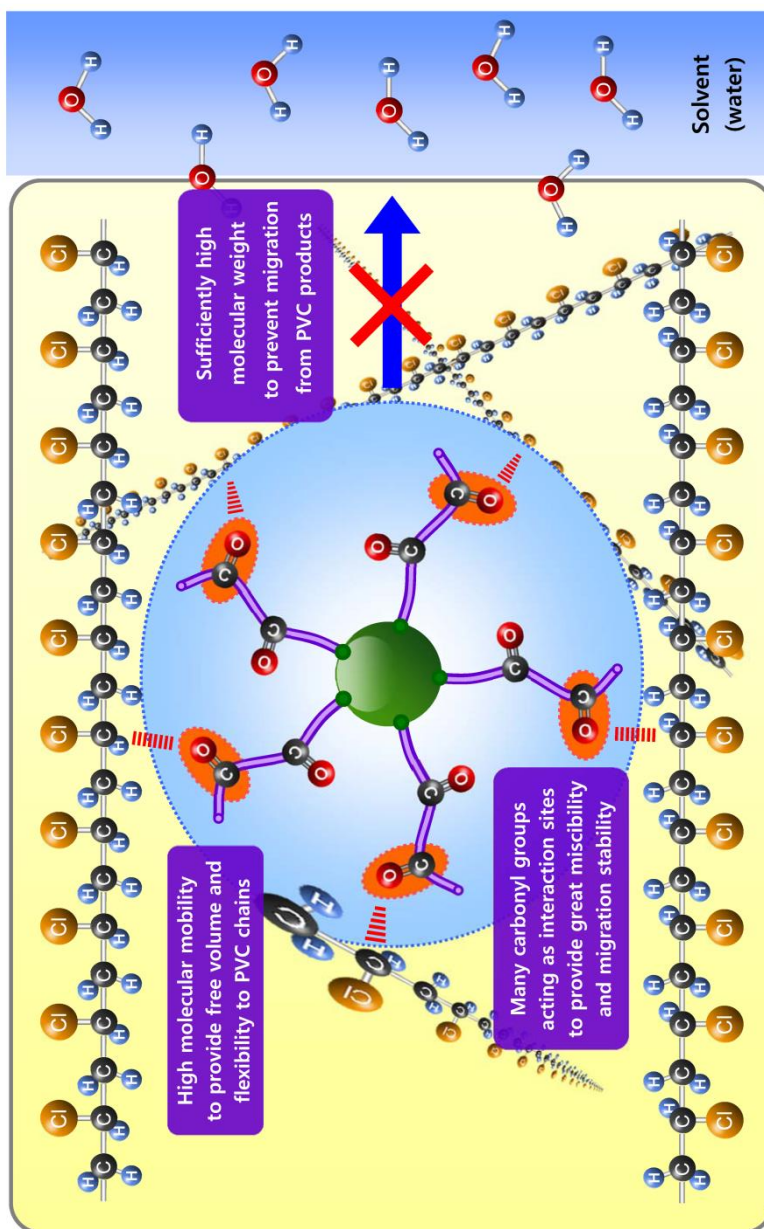 High molecular mobility
to provide free volume and
flexibility to PVC chains
Sufficiently high
molecular weight
to prevent migration
from PVC products
Many carbonyl groups
acting as interaction sites
to provide great miscibility
and migration stability
Solvent
(water)